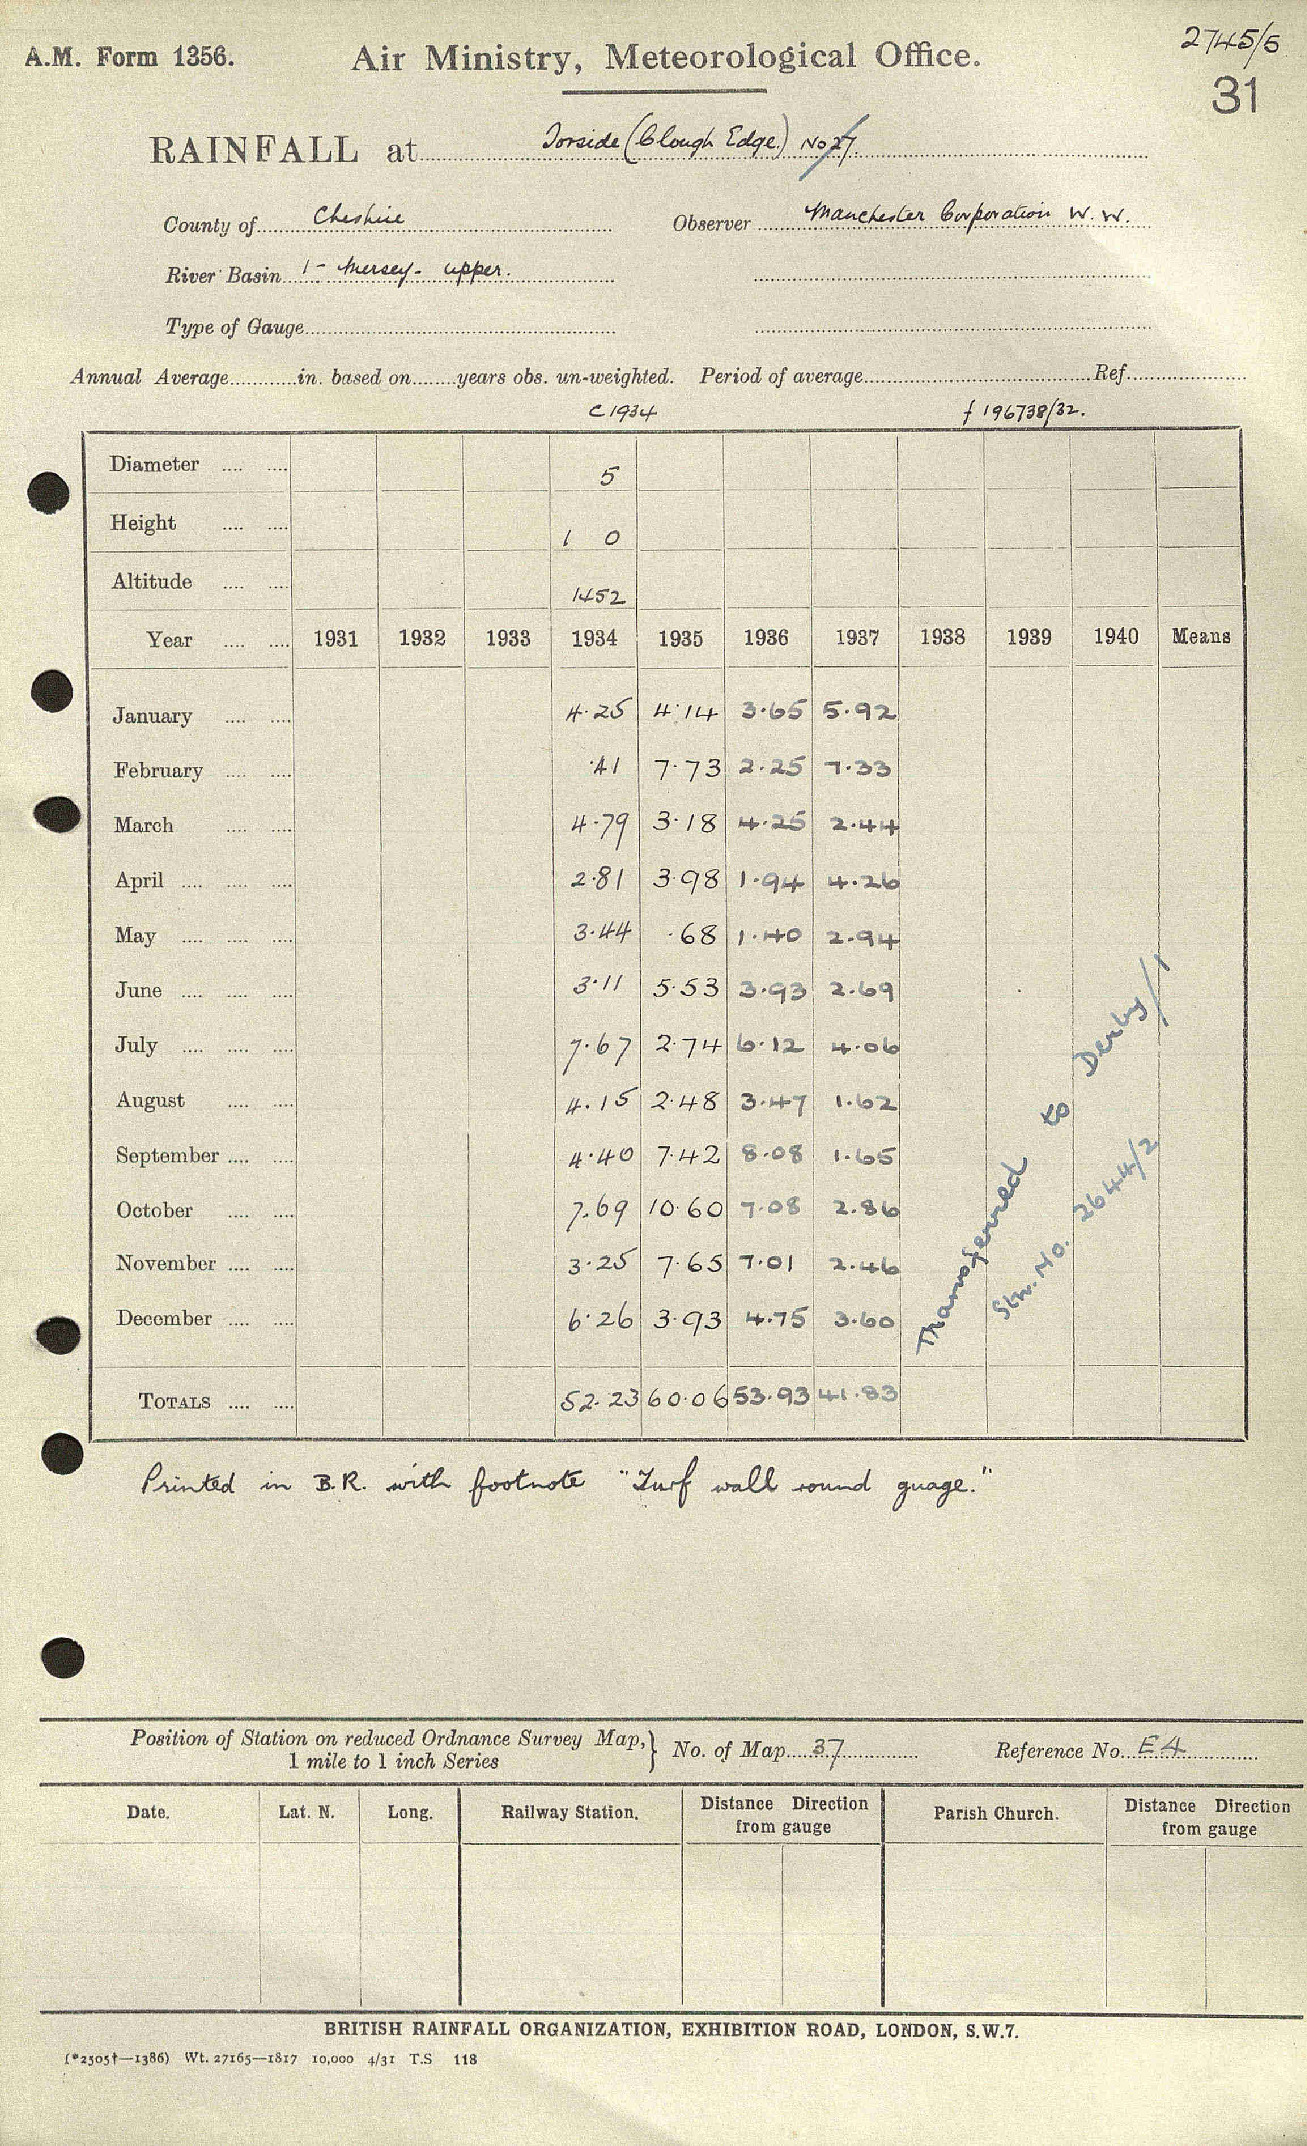 2745/5
A.M. Form 1356. Air Ministry, Meteorological Office.
31
RAINFALL at Torside (Clough Edge) No 27.
County of Cheshire Observer Manchester Corporation W.W.
River Basin 1 - Mersey - upper.
Type of Gauge
Annual Average in. based on years obs. un-weighted. Period of average Ref.
C 1934 f 196738/32.
Diameter 5
Height 1 0
Altitude 1452
Year 1931 1932 1933 1934 1935 1936 1937 1938 1939 1940 Means
January 4.25 4.14 3.65 5.92
February .41 7.73 2.25 7.33
March 4.79 3.18 4.25 2.44
April 2.81 3.98 1.94 4.26
May 3.44 .68 1.40 2.94
June 3.11 5.53 3.93 2.69
July 7.67 2.74 6.12 4.06
August 4.15 2.48 3.47 1.62
September 4.40 7.42 8.08 1.65
October 7.69 10.60 7.08 2.86
November 3.25 7.65 7.01 2.46
December 6.26 3.93 4.75 3.60
TOTALS 52.23 60.06 53.93 41.83
Transferred to Derby/1
Stn. No. 2644/2
Printed in B.R. with footnote "Turf wall round guage."
Position of Station on reduced Ordnance Survey Map, } No. of Map 37 Reference No. E4
1 mile to 1 inch Series
Date. Lat. N. Long. Railway Station. Distance Direction from gauge Parish Church. Distance Direction from gauge
BRITISH RAINFALL ORGANIZATION, EXHIBITION ROAD, LONDON, S.W.7.
(*2505†—1386) Wt. 27165—1817 10,000 4/31 T.S 118